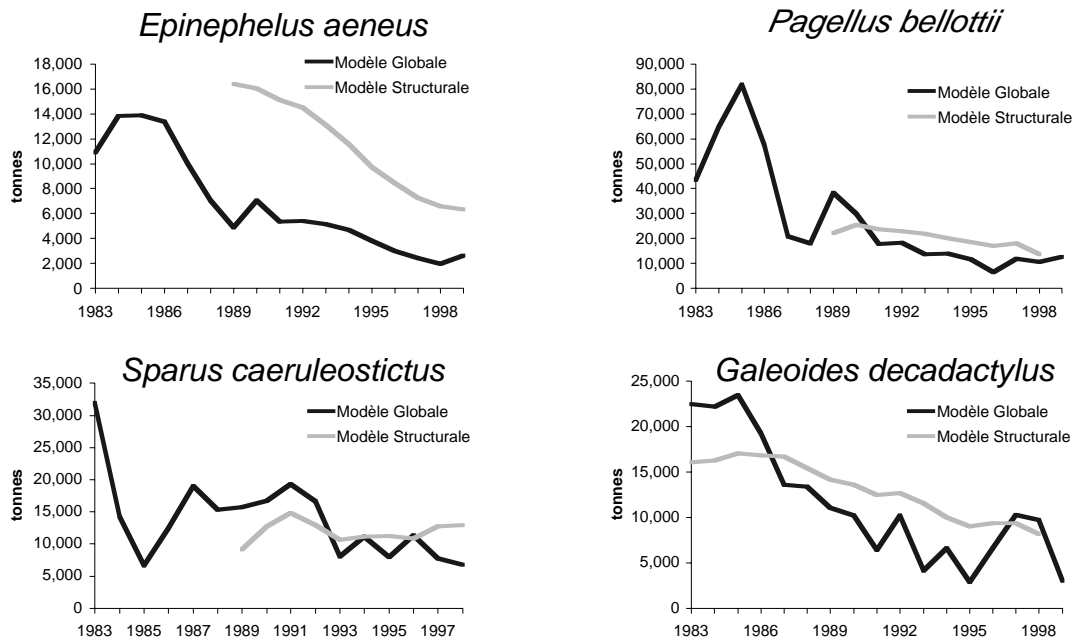 Epinephelus aeneus
18,000
16,000
14,000
12,000
10,000
8,000
6,000
4,000
2,000
0
tonnes
Modèle Globale
Modèle Structurale
1983 1986 1989 1992 1995 1998
Pagellus bellottii
90,000
80,000
70,000
60,000
50,000
40,000
30,000
20,000
10,000
0
tonnes
Modèle Globale
Modèle Structurale
1983 1986 1989 1992 1995 1998
Sparus caeruleostictus
35,000
30,000
25,000
20,000
15,000
10,000
5,000
0
tonnes
Modèle Globale
Modèle Structurale
1983 1985 1987 1989 1991 1993 1995 1997
Galeoides decadactylus
25,000
20,000
15,000
10,000
5,000
0
tonnes
Modèle Globale
Modèle Structurale
1983 1986 1989 1992 1995 1998